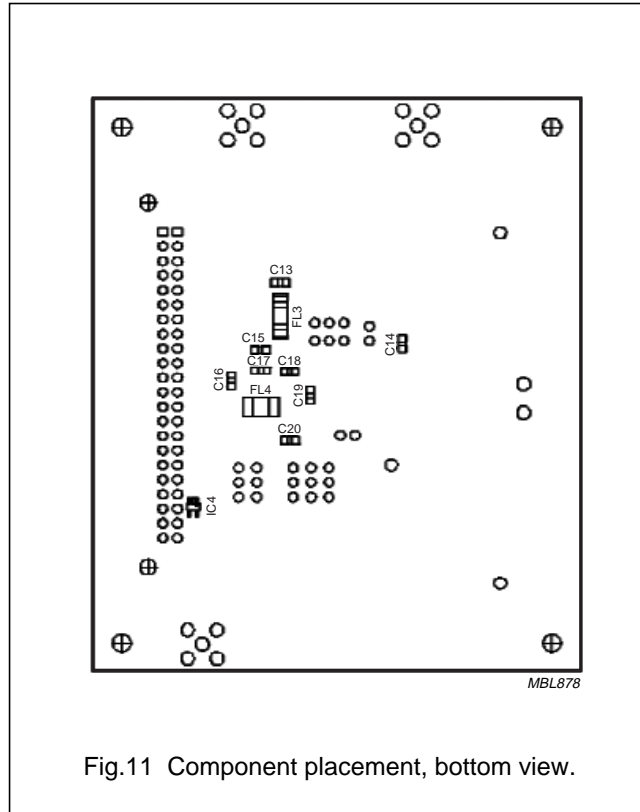 C13
FL3
C15
C14
C17 C18
C16
FL4
C19
C20
IC4
MBL878
Fig.11 Component placement, bottom view.